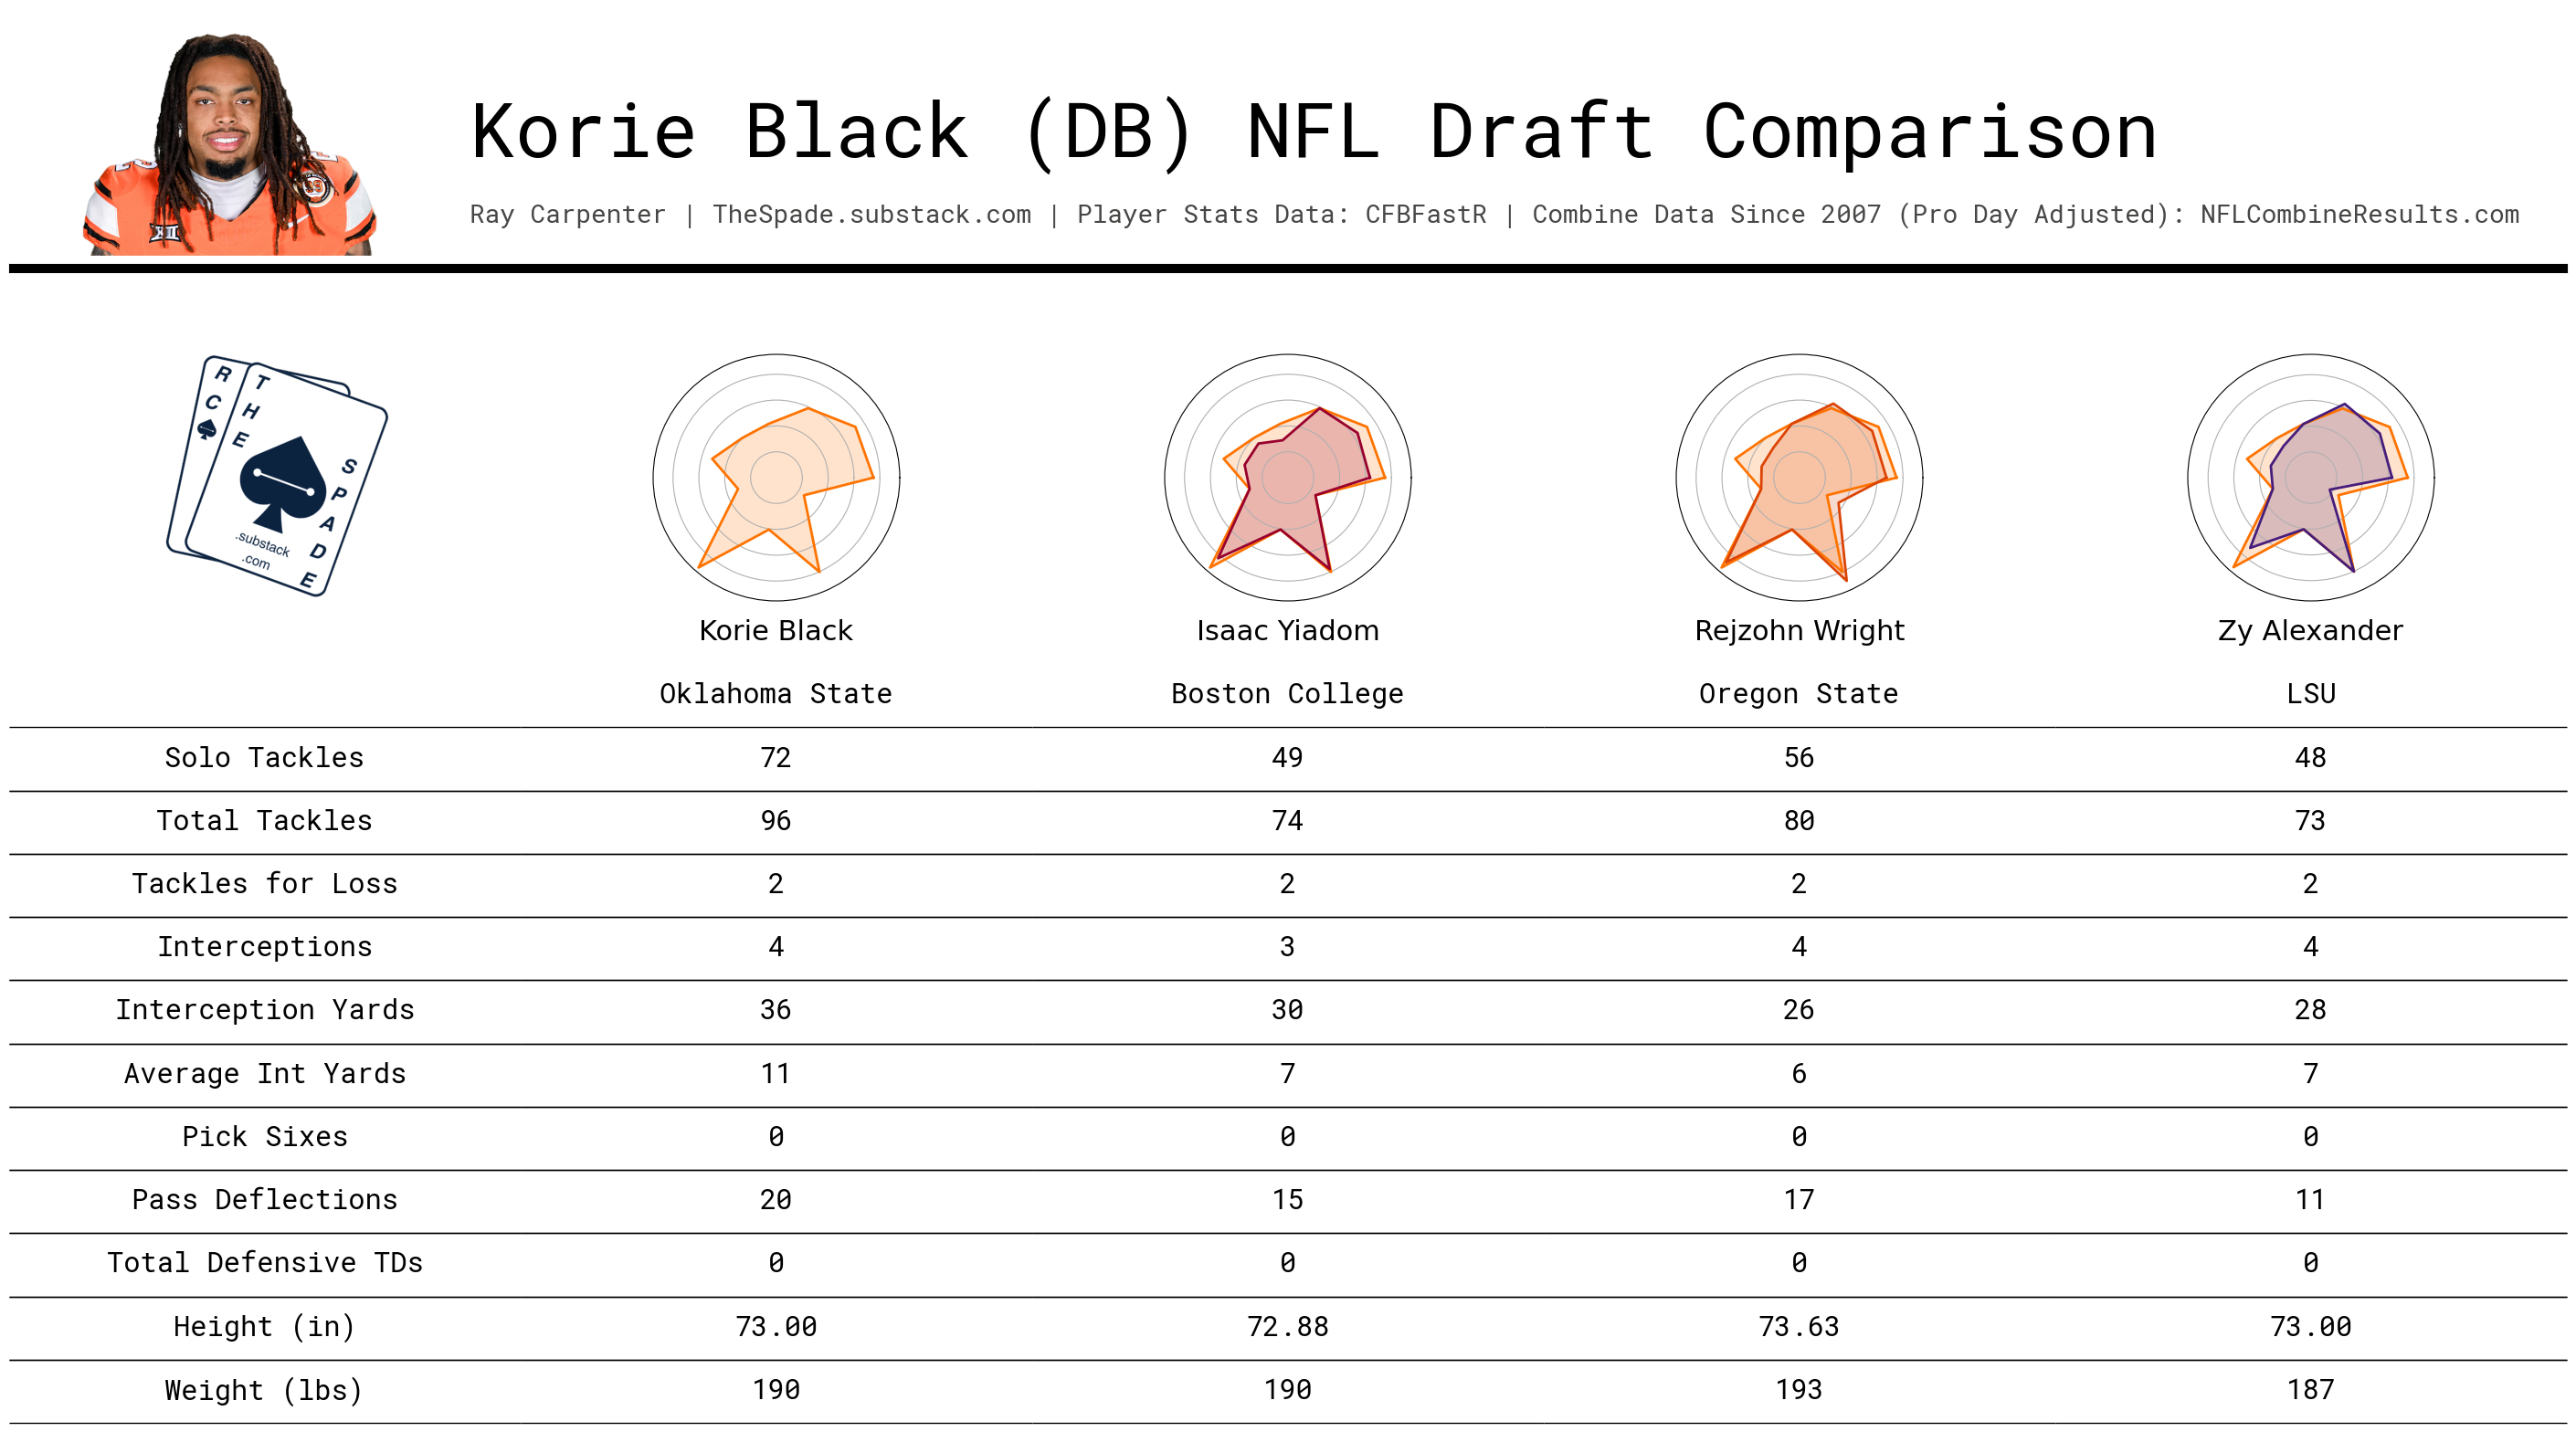 Korie Black (DB) NFL Draft Comparison
Ray Carpenter | TheSpade.substack.com | Player Stats Data: CFBFastR | Combine Data Since 2007 (Pro Day Adjusted): NFLCombineResults.com
RC
THE
SPADE
.substack
.com
Korie Black Isaac Yiadom Rejzohn Wright Zy Alexander
Oklahoma State Boston College Oregon State LSU
Solo Tackles 72 49 56 48
Total Tackles 96 74 80 73
Tackles for Loss 2 2 2 2
Interceptions 4 3 4 4
Interception Yards 36 30 26 28
Average Int Yards 11 7 6 7
Pick Sixes 0 0 0 0
Pass Deflections 20 15 17 11
Total Defensive TDs 0 0 0 0
Height (in) 73.00 72.88 73.63 73.00
Weight (lbs) 190 190 193 187